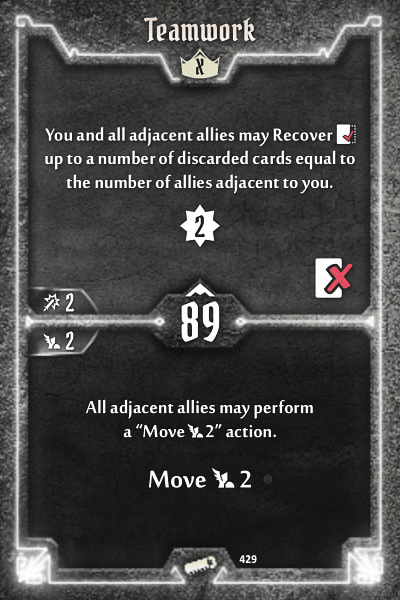 Teamwork
X
You and all adjacent allies may Recover
up to a number of discarded cards equal to
the number of allies adjacent to you.
2
2
89
2
All adjacent allies may perform
a “Move 2” action.
Move 2
429